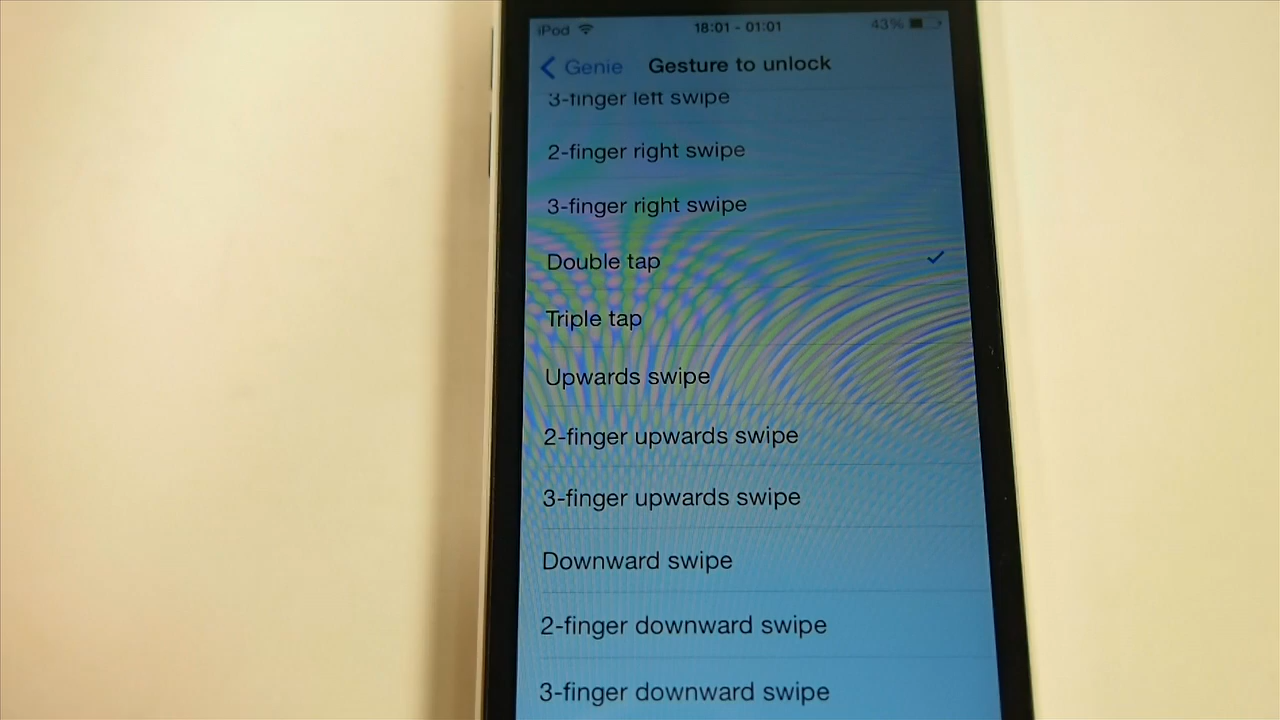 iPod 18:01 - 01:01 43%
Genie Gesture to unlock
3-finger left swipe
2-finger right swipe
3-finger right swipe
Double tap
Triple tap
Upwards swipe
2-finger upwards swipe
3-finger upwards swipe
Downward swipe
2-finger downward swipe
3-finger downward swipe